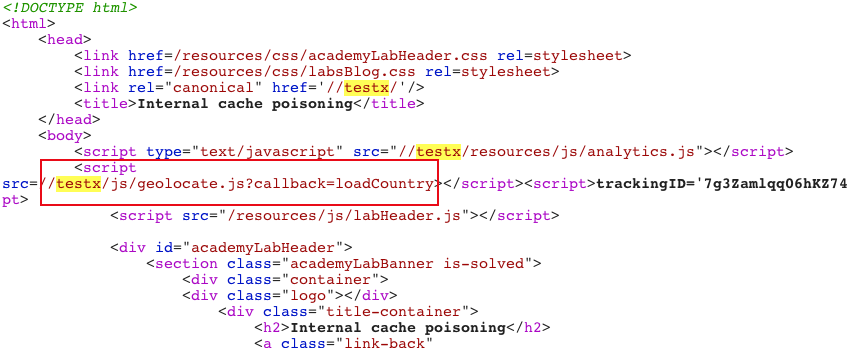 <!DOCTYPE html>
<html>
<head>
<link href=/resources/css/academyLabHeader.css rel=stylesheet>
<link href=/resources/css/labsBlog.css rel=stylesheet>
<link rel="canonical" href='//testx/'/>
<title>Internal cache poisoning</title>
</head>
<body>
<script type="text/javascript" src="//testx/resources/js/analytics.js"></script>
<script
src=//testx/js/geolocate.js?callback=loadCountry></script><script>trackingID='7g3Zamlqq06hKZ74
pt>
<script src="/resources/js/labHeader.js"></script>
<div id="academyLabHeader">
<section class="academyLabBanner is-solved">
<div class="container">
<div class="logo"></div>
<div class="title-container">
<h2>Internal cache poisoning</h2>
<a class="link-back"